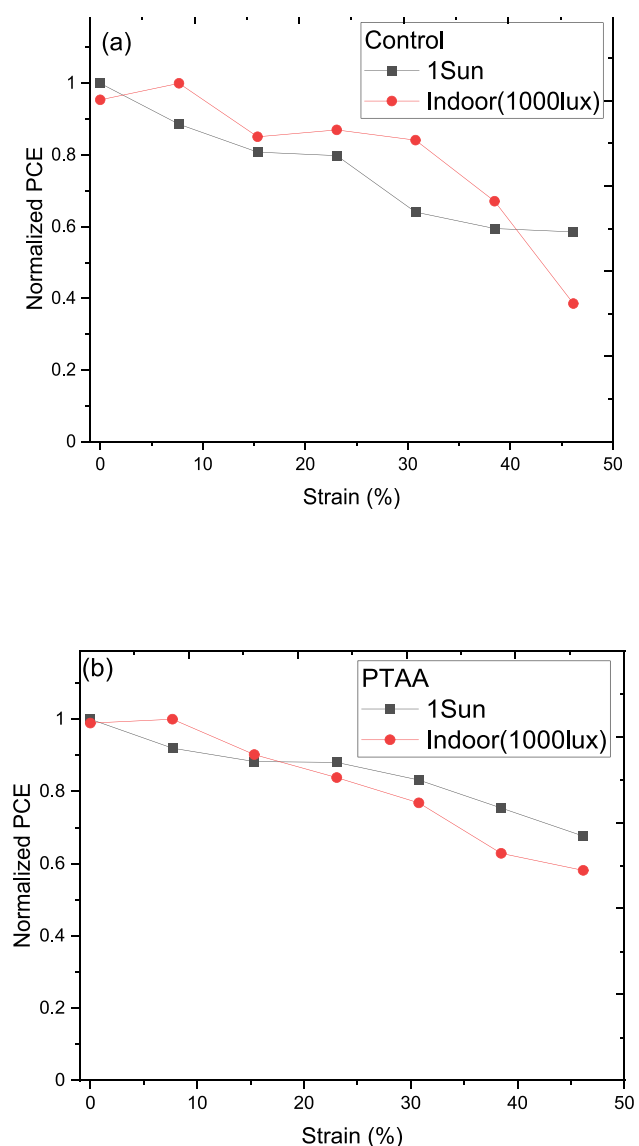 (a)
Control
1Sun
Indoor(1000lux)
1
0.8
0.6
0.4
0.2
0
Normalized PCE
0 10 20 30 40 50
Strain (%)
(b)
PTAA
1Sun
Indoor(1000lux)
1
0.8
0.6
0.4
0.2
0
Normalized PCE
0 10 20 30 40 50
Strain (%)